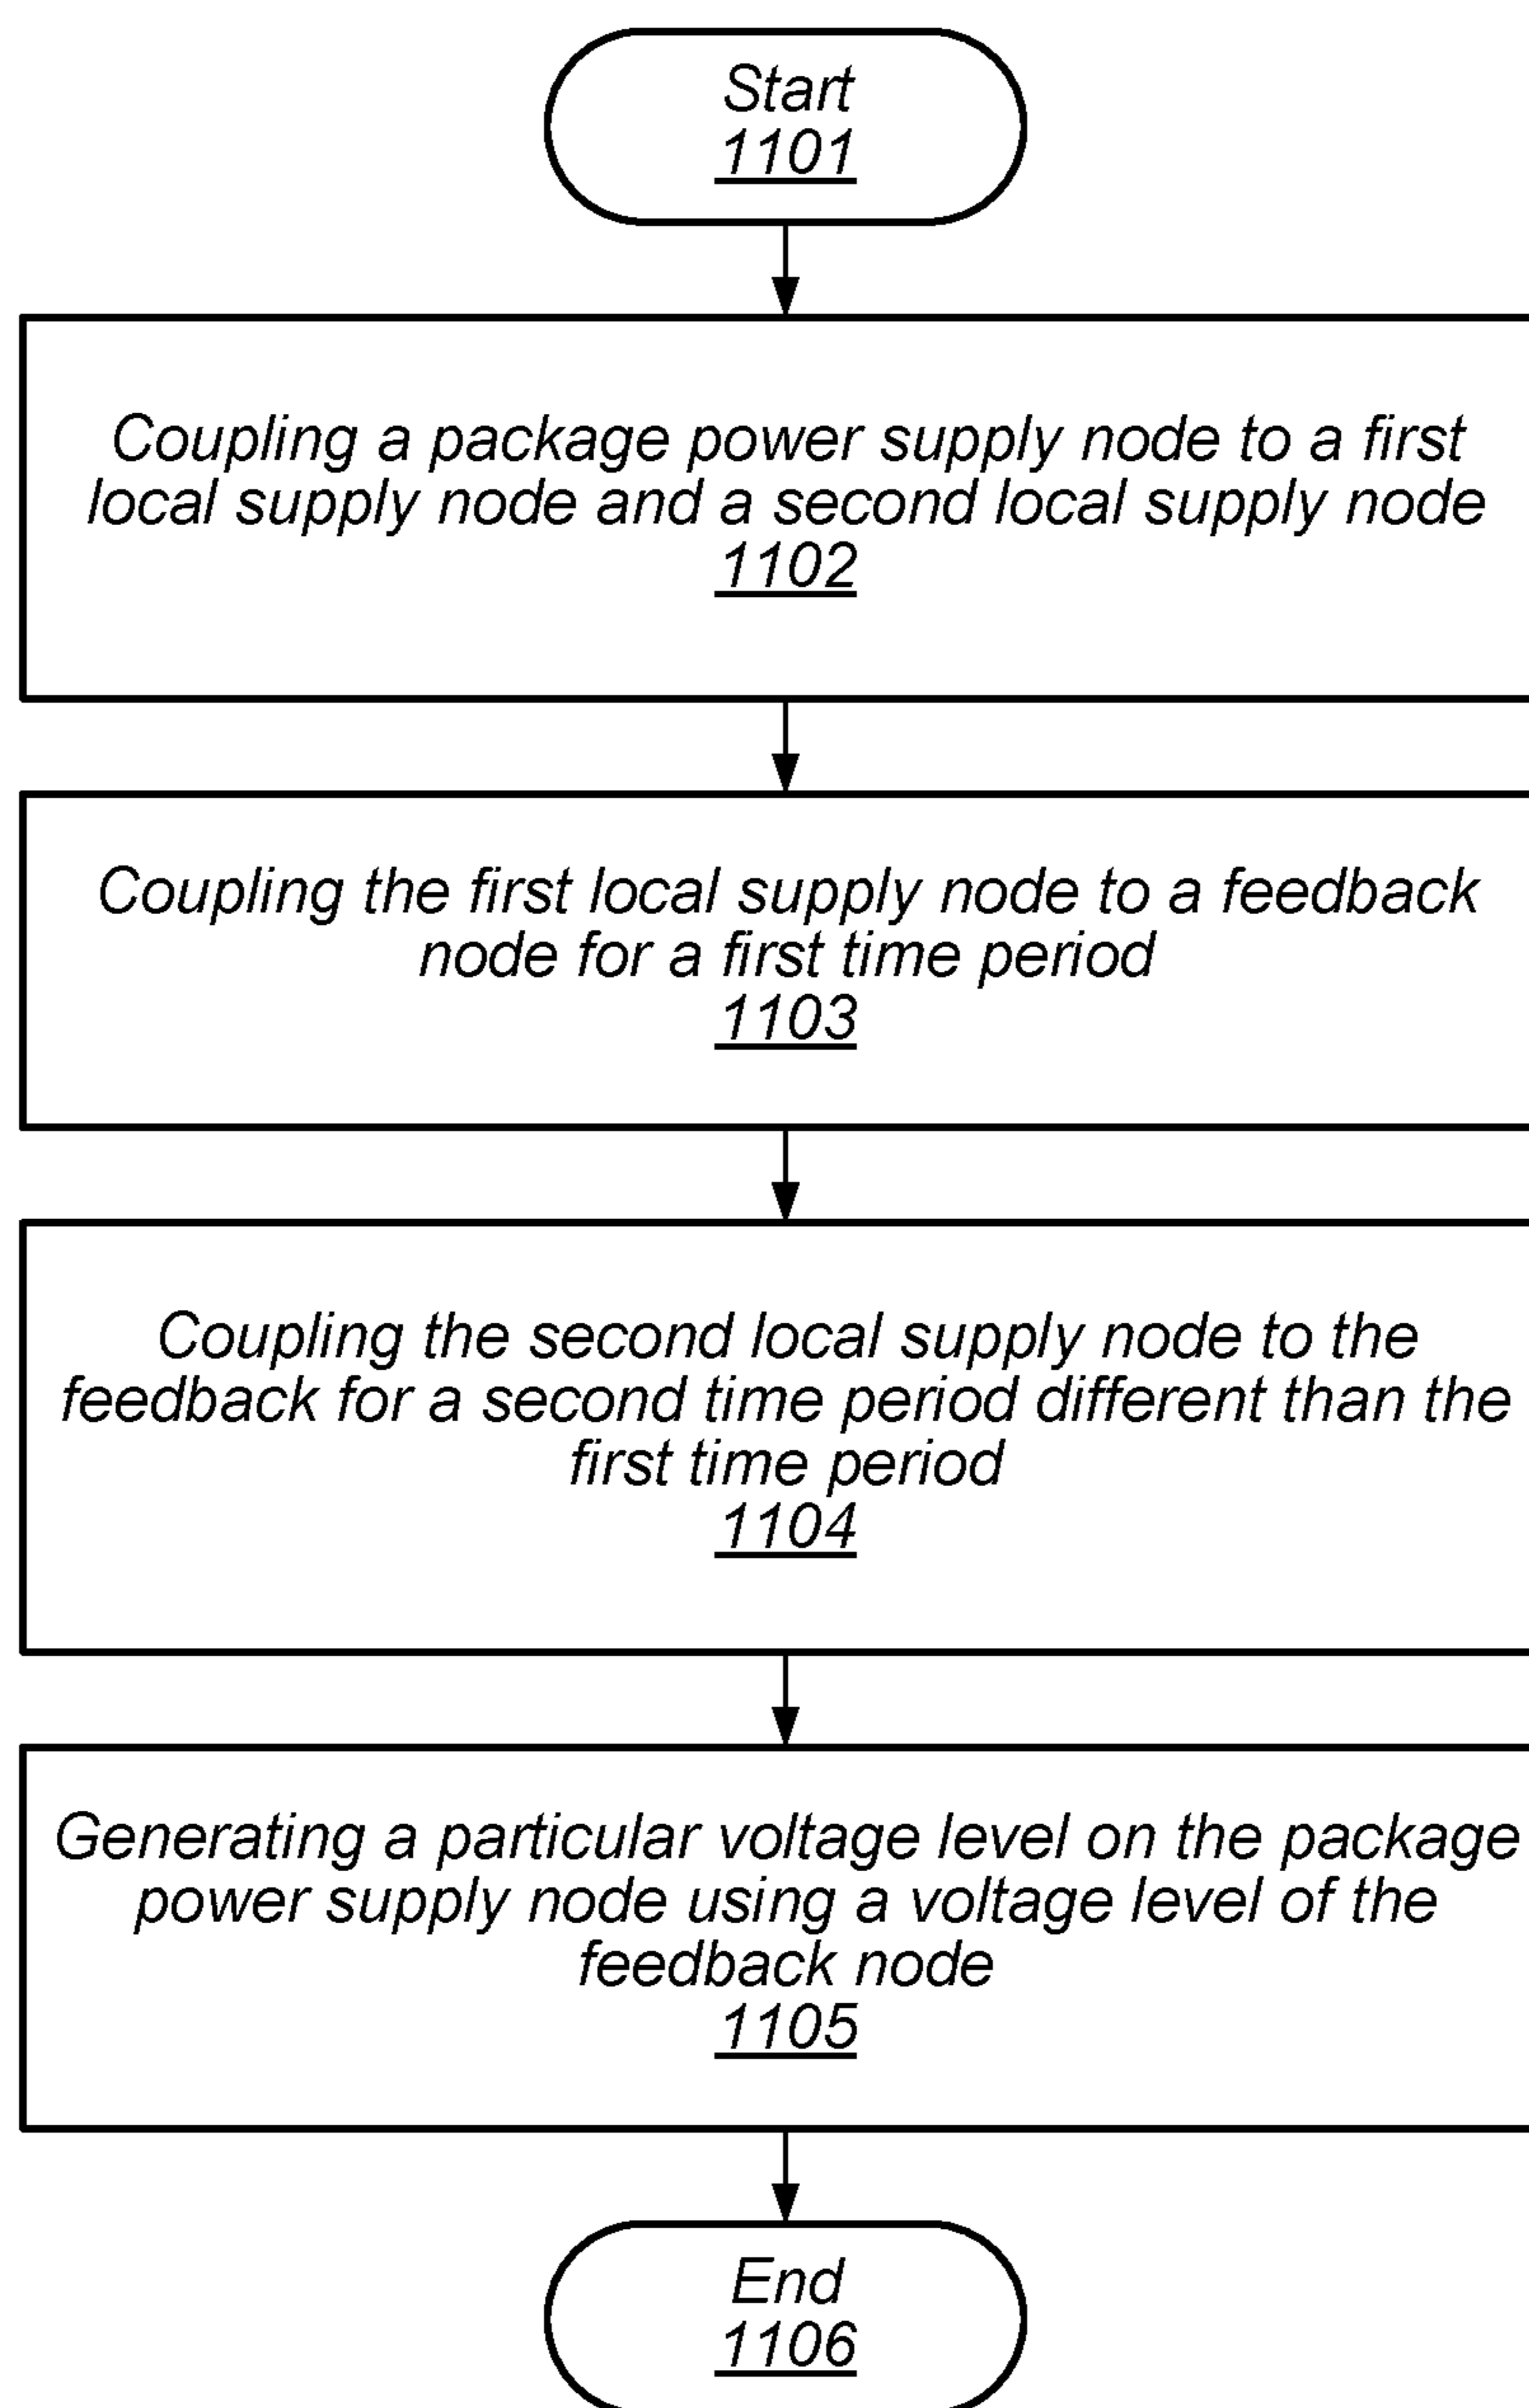 Start
1101
Coupling a package power supply node to a first
local supply node and a second local supply node
1102
Coupling the first local supply node to a feedback
node for a first time period
1103
Coupling the second local supply node to the
feedback for a second time period different than the
first time period
1104
Generating a particular voltage level on the package
power supply node using a voltage level of the
feedback node
1105
End
1106